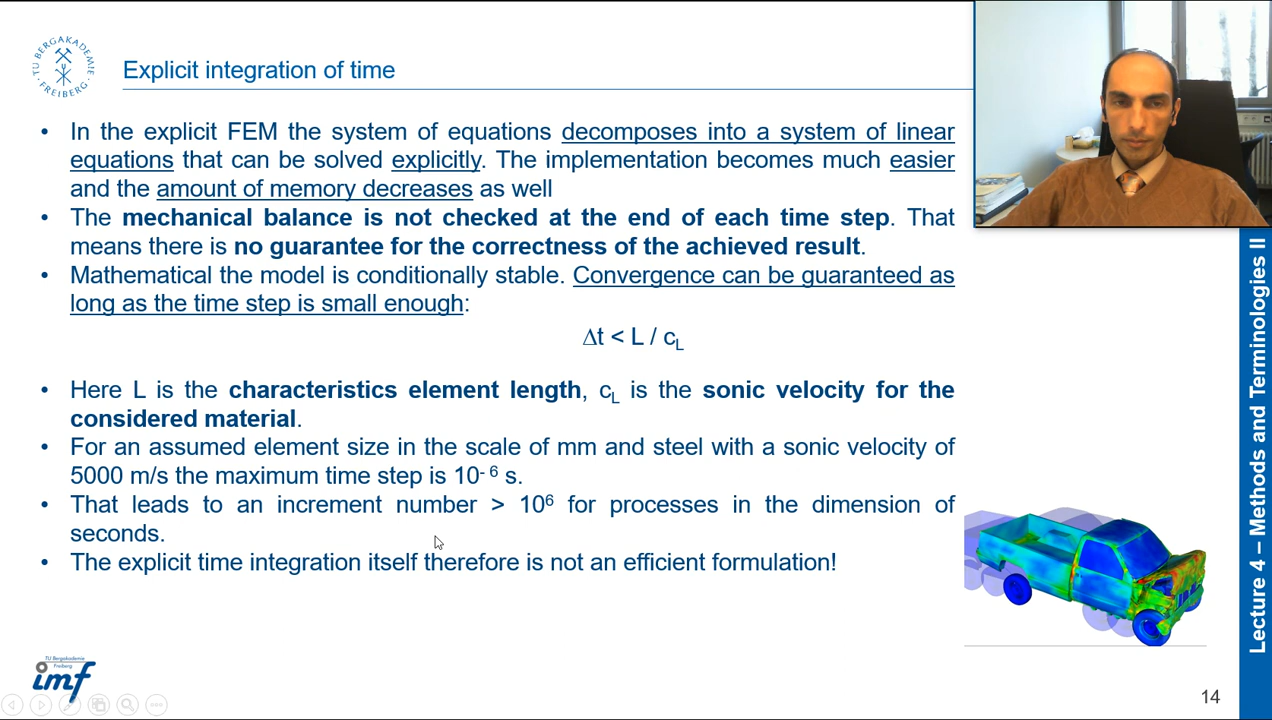 TU BERGAKADEMIE
FREIBERG
Explicit integration of time
• In the explicit FEM the system of equations decomposes into a system of linear
equations that can be solved explicitly. The implementation becomes much easier
and the amount of memory decreases as well
• The mechanical balance is not checked at the end of each time step. That
means there is no guarantee for the correctness of the achieved result.
• Mathematical the model is conditionally stable. Convergence can be guaranteed as
long as the time step is small enough:
Δt < L / c_L
• Here L is the characteristics element length, c_L is the sonic velocity for the
considered material.
• For an assumed element size in the scale of mm and steel with a sonic velocity of
5000 m/s the maximum time step is 10⁻⁶ s.
• That leads to an increment number > 10⁶ for processes in the dimension of
seconds.
• The explicit time integration itself therefore is not an efficient formulation!
Lecture 4 – Methods and Terminologies II
TU Bergakademie
Freiberg
imf
14